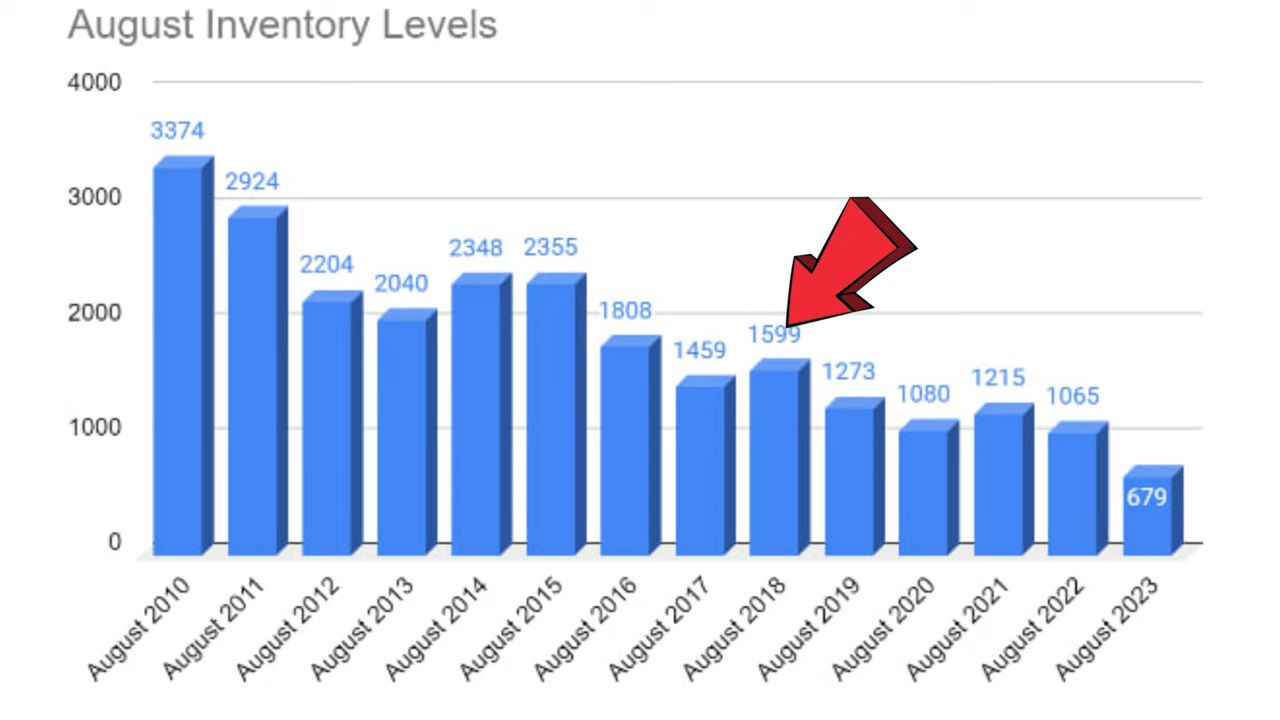 August Inventory Levels
4000
3374
3000
2924
2204
2040
2348
2355
2000
1808
1459
1599
1273
1080
1215
1065
1000
679
0
August 2010
August 2011
August 2012
August 2013
August 2014
August 2015
August 2016
August 2017
August 2018
August 2019
August 2020
August 2021
August 2022
August 2023